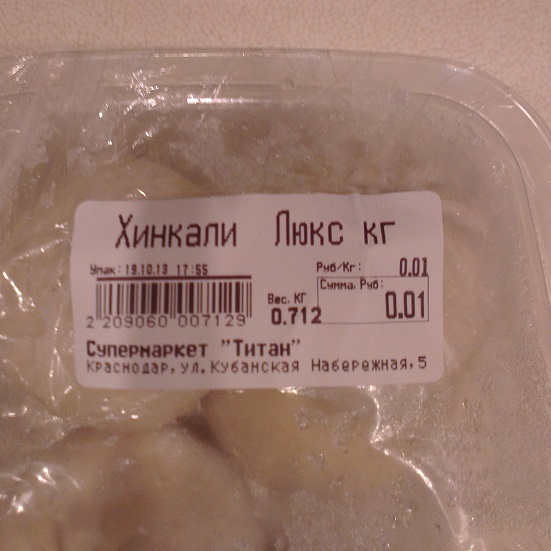 Хинкали Люкс кг
Упак: 19.10.13 17:55
Руб/Кг: 0.01
Сумма. Руб:
0.01
Вес. КГ
0.712
2 209060 007129
Супермаркет "Титан"
Краснодар, ул. Кубанская Набережная, 5